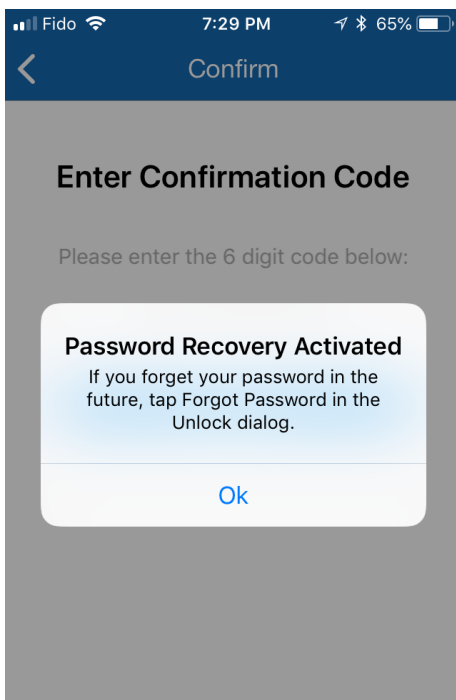 Fido 7:29 PM 65%
Confirm
Enter Confirmation Code
Please enter the 6 digit code below:
Password Recovery Activated
If you forget your password in the
future, tap Forgot Password in the
Unlock dialog.
Ok